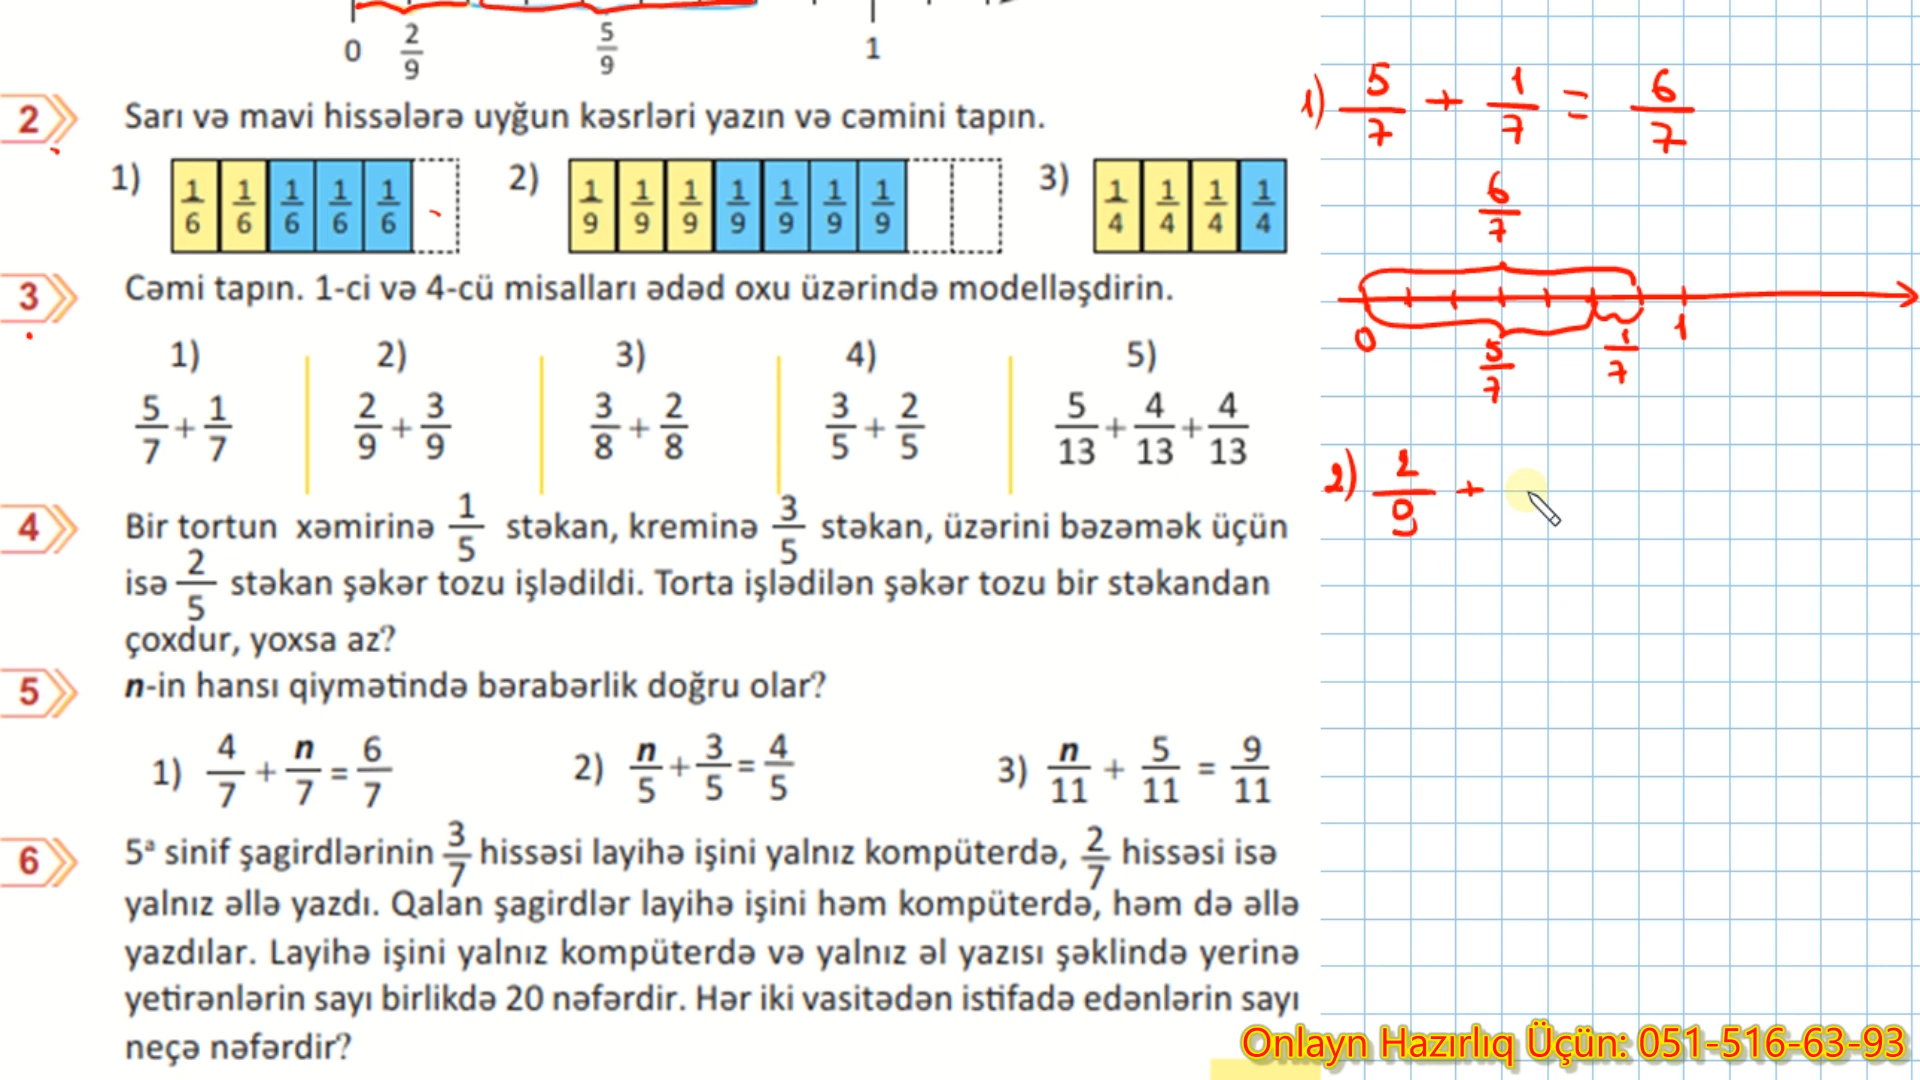 0 2/9 5/9 1
2 Sarı və mavi hissələrə uyğun kəsrləri yazın və cəmini tapın.
1) 1/6 1/6 1/6 1/6 1/6 2) 1/9 1/9 1/9 1/9 1/9 1/9 1/9 3) 1/4 1/4 1/4 1/4
3 Cəmi tapın. 1-ci və 4-cü misalları ədəd oxu üzərində modelləşdirin.
1) 2) 3) 4) 5)
5/7 + 1/7 2/9 + 3/9 3/8 + 2/8 3/5 + 2/5 5/13 + 4/13 + 4/13
4 Bir tortun xəmirinə 1/5 stəkan, kreminə 3/5 stəkan, üzərini bəzəmək üçün
isə 2/5 stəkan şəkər tozu işlədildi. Torta işlədilən şəkər tozu bir stəkandan
çoxdur, yoxsa az?
5 n-in hansı qiymətində bərabərlik doğru olar?
1) 4/7 + n/7 = 6/7 2) n/5 + 3/5 = 4/5 3) n/11 + 5/11 = 9/11
6 5ᵃ sinif şagirdlərinin 3/7 hissəsi layihə işini yalnız kompüterdə, 2/7 hissəsi isə
yalnız əllə yazdı. Qalan şagirdlər layihə işini həm kompüterdə, həm də əllə
yazdılar. Layihə işini yalnız kompüterdə və yalnız əl yazısı şəklində yerinə
yetirənlərin sayı birlikdə 20 nəfərdir. Hər iki vasitədən istifadə edənlərin sayı
neçə nəfərdir?
1) 5/7 + 1/7 = 6/7
6/7
0 5/7 1/7 1
2) 2/9 +
Onlayn Hazırlıq Üçün: 051-516-63-93